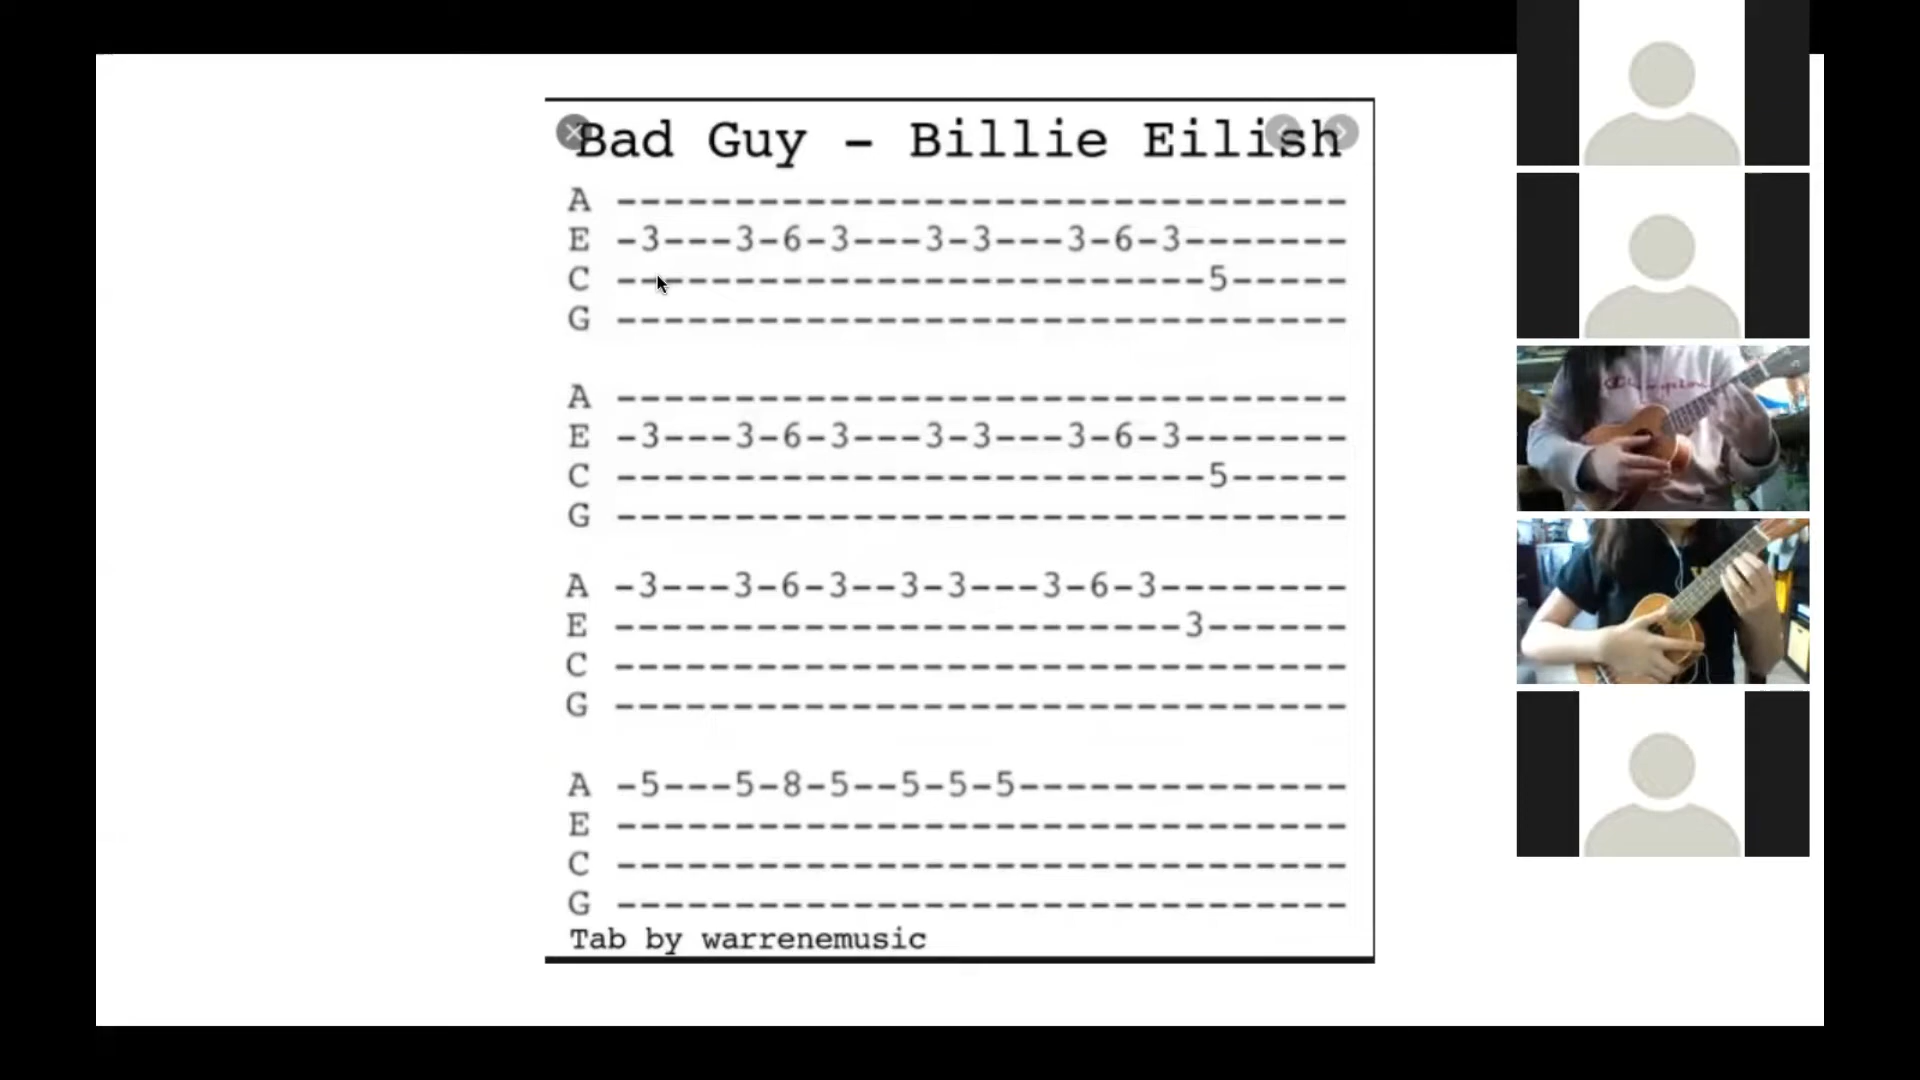 Bad Guy - Billie Eilish
A -------------------------------
E -3---3-6-3---3-3---3-6-3-------
C -------------------------5-----
G -------------------------------
A -------------------------------
E -3---3-6-3---3-3---3-6-3-------
C -------------------------5-----
G -------------------------------
A -3---3-6-3--3-3---3-6-3--------
E ------------------------3------
C -------------------------------
G -------------------------------
A -5---5-8-5--5-5-5--------------
E -------------------------------
C -------------------------------
G -------------------------------
Tab by warrenemusic